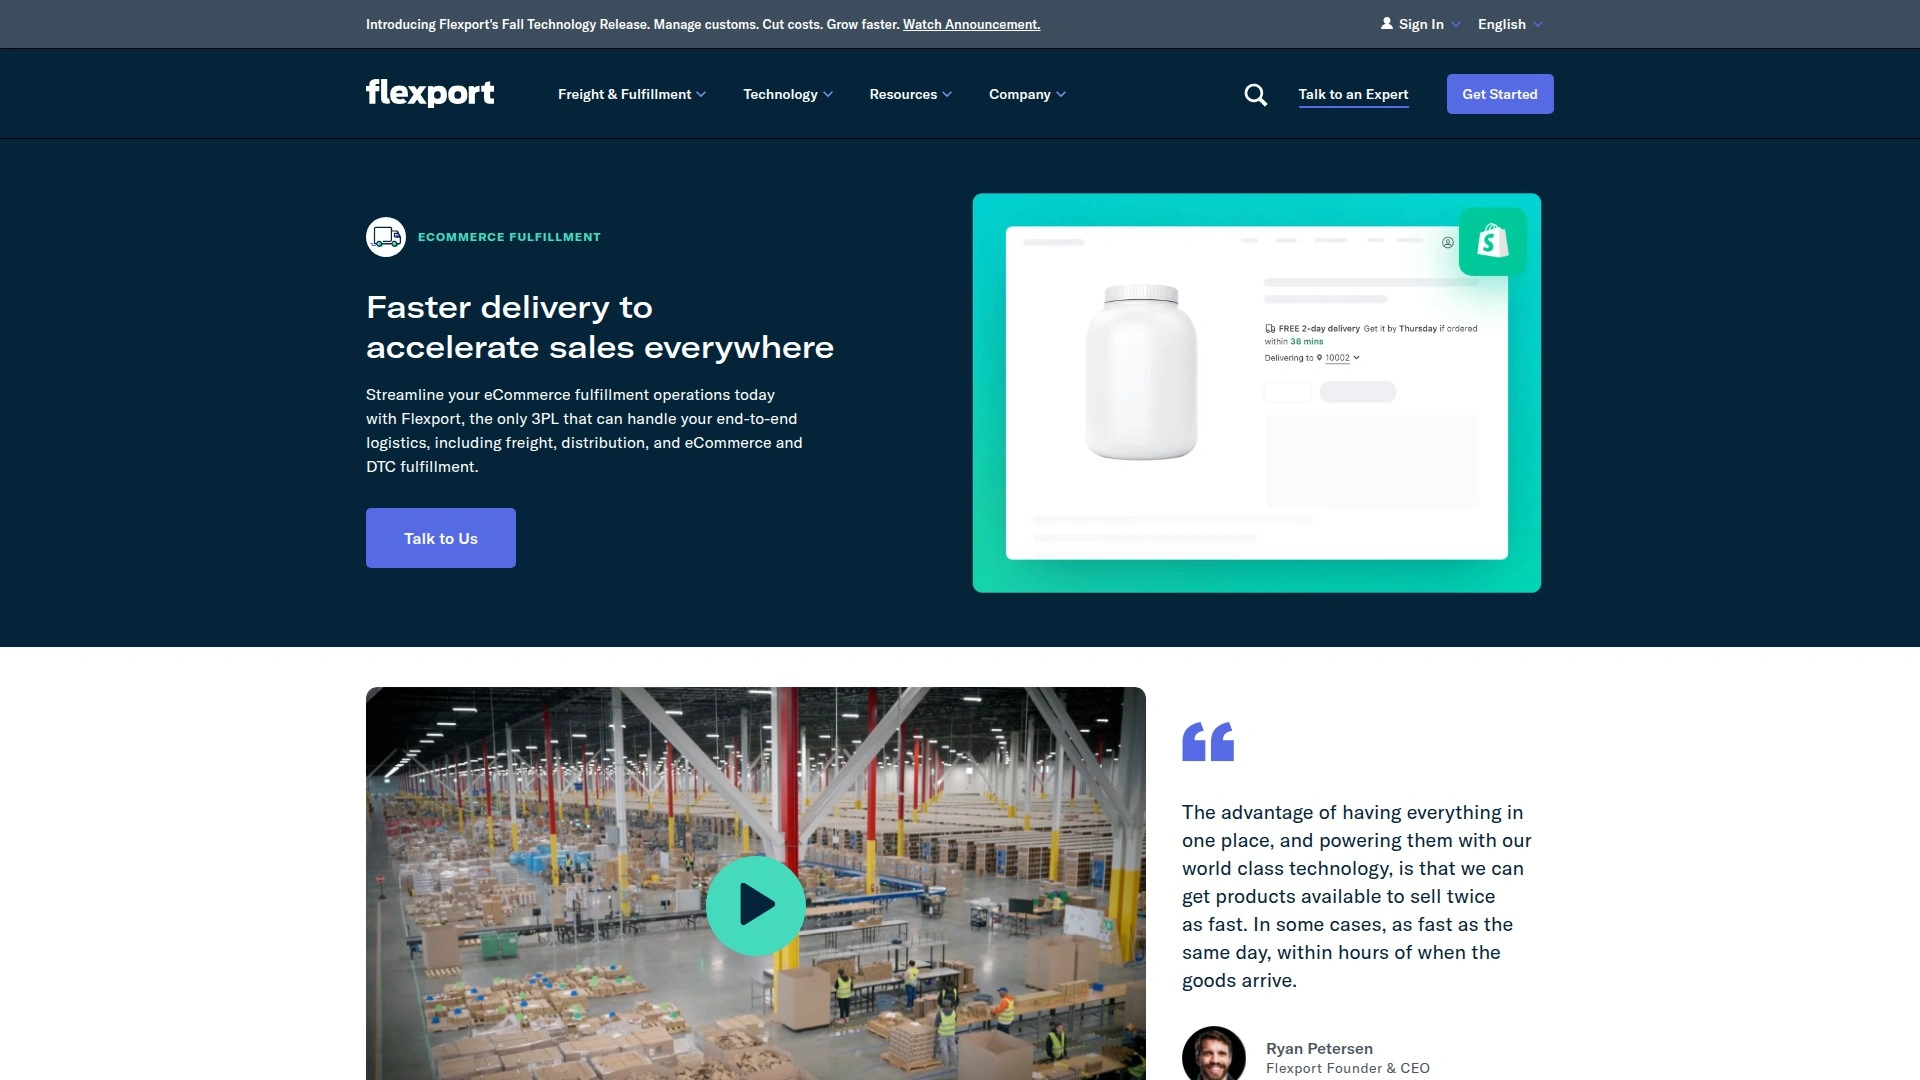 Introducing Flexport's Fall Technology Release. Manage customs. Cut costs. Grow faster. Watch Announcement.
Sign In
English
flexport
Freight & Fulfillment
Technology
Resources
Company
Talk to an Expert
Get Started
ECOMMERCE FULFILLMENT
Faster delivery to
accelerate sales everywhere
Streamline your eCommerce fulfillment operations today
with Flexport, the only 3PL that can handle your end-to-end
logistics, including freight, distribution, and eCommerce and
DTC fulfillment.
Talk to Us
S
FREE 2-day delivery Get it by Thursday if ordered
within 38 mins
Delivering to 10002
“
The advantage of having everything in
one place, and powering them with our
world class technology, is that we can
get products available to sell twice
as fast. In some cases, as fast as the
same day, within hours of when the
goods arrive.
Ryan Petersen
Flexport Founder & CEO